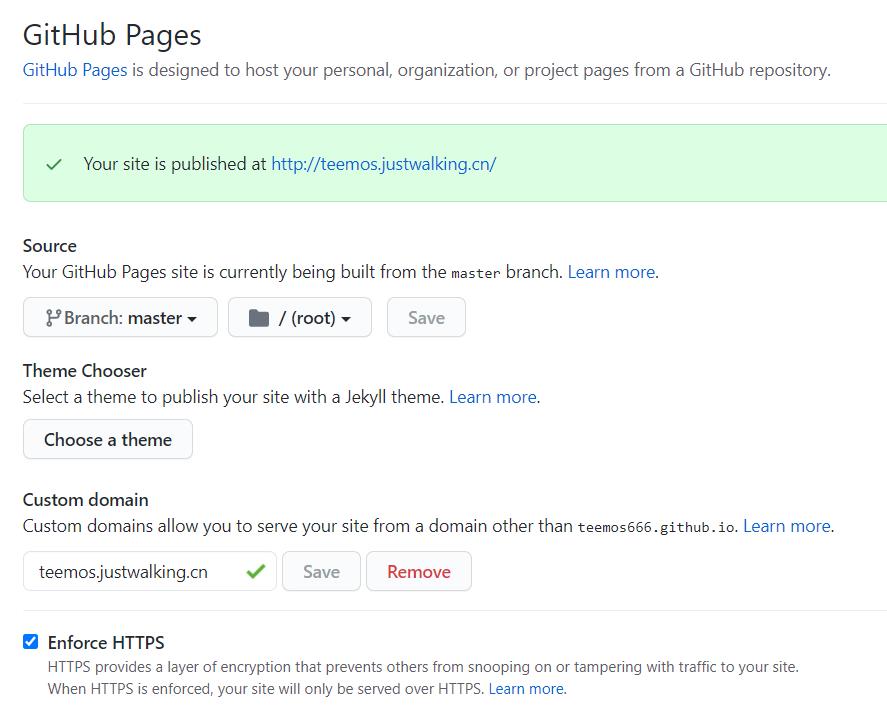 GitHub Pages
GitHub Pages is designed to host your personal, organization, or project pages from a GitHub repository.
Your site is published at http://teemos.justwalking.cn/
Source
Your GitHub Pages site is currently being built from the master branch. Learn more.
Branch: master / (root) Save
Theme Chooser
Select a theme to publish your site with a Jekyll theme. Learn more.
Choose a theme
Custom domain
Custom domains allow you to serve your site from a domain other than teemos666.github.io. Learn more.
teemos.justwalking.cn Save Remove
Enforce HTTPS
HTTPS provides a layer of encryption that prevents others from snooping on or tampering with traffic to your site.
When HTTPS is enforced, your site will only be served over HTTPS. Learn more.